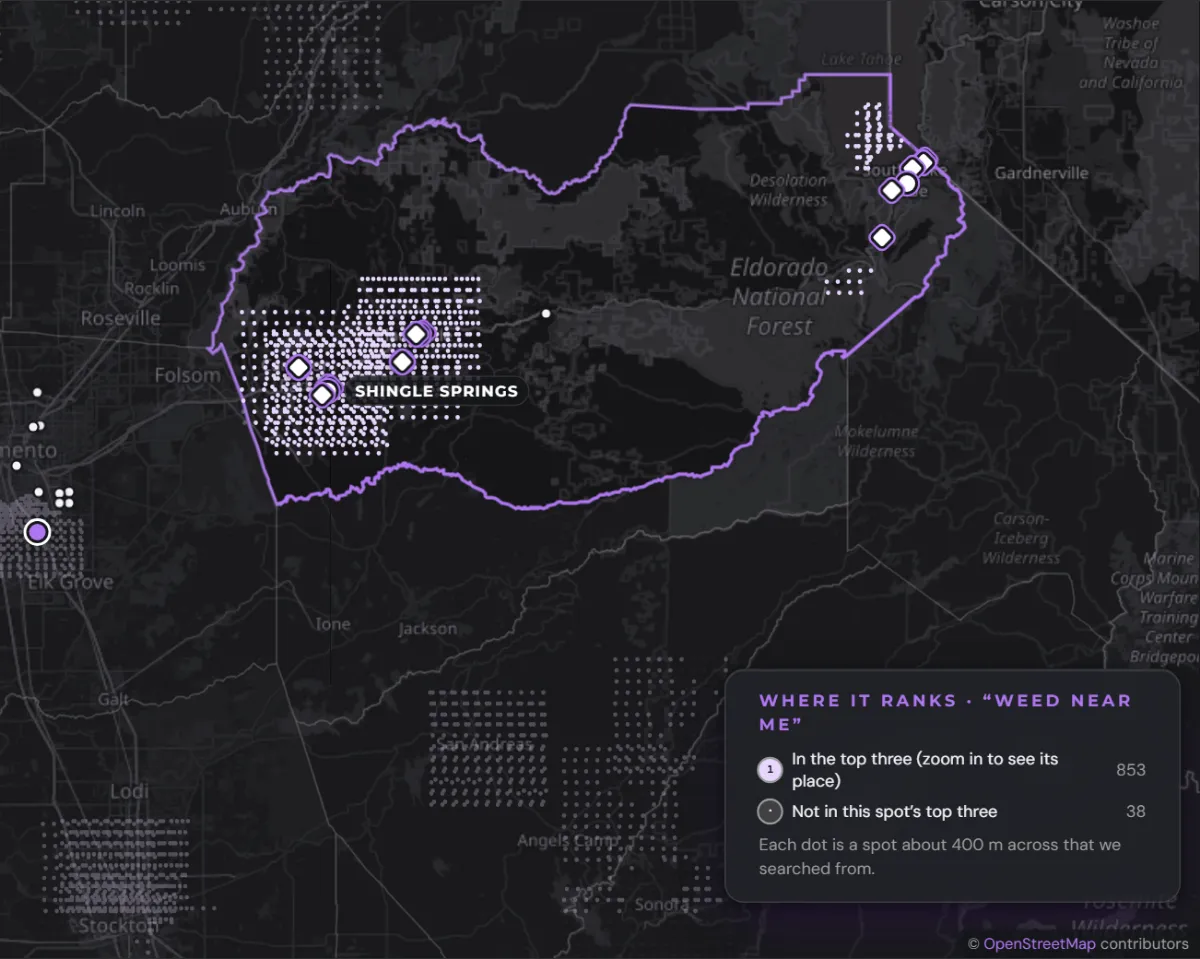 Carson City
Washoe
Tribe of
Nevada
and California
Lake Tahoe
Gardnerville
Desolation
Wilderness
Lincoln
Auburn
Loomis
Rocklin
Roseville
Folsom
Eldorado
National
Forest
SHINGLE SPRINGS
Mokelumne
Wilderness
Carson-
Iceberg
Wilderness
Elk Grove
Marine
Corps Moun
Warfare
Training
Center
Bridgepo
Ione
Jackson
Galt
San Andreas
Lodi
Angels Camp
Sonora
Stockton
WHERE IT RANKS · “WEED NEAR
ME”
1 In the top three (zoom in to see its
place) 853
Not in this spot’s top three 38
Each dot is a spot about 400 m across that we
searched from.
Yosemite
Wilderness
© OpenStreetMap contributors